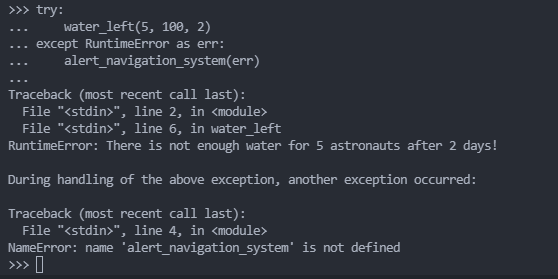 >>> try:
...     water_left(5, 100, 2)
... except RuntimeError as err:
...     alert_navigation_system(err)
...
Traceback (most recent call last):
  File "<stdin>", line 2, in <module>
  File "<stdin>", line 6, in water_left
RuntimeError: There is not enough water for 5 astronauts after 2 days!

During handling of the above exception, another exception occurred:

Traceback (most recent call last):
  File "<stdin>", line 4, in <module>
NameError: name 'alert_navigation_system' is not defined
>>>